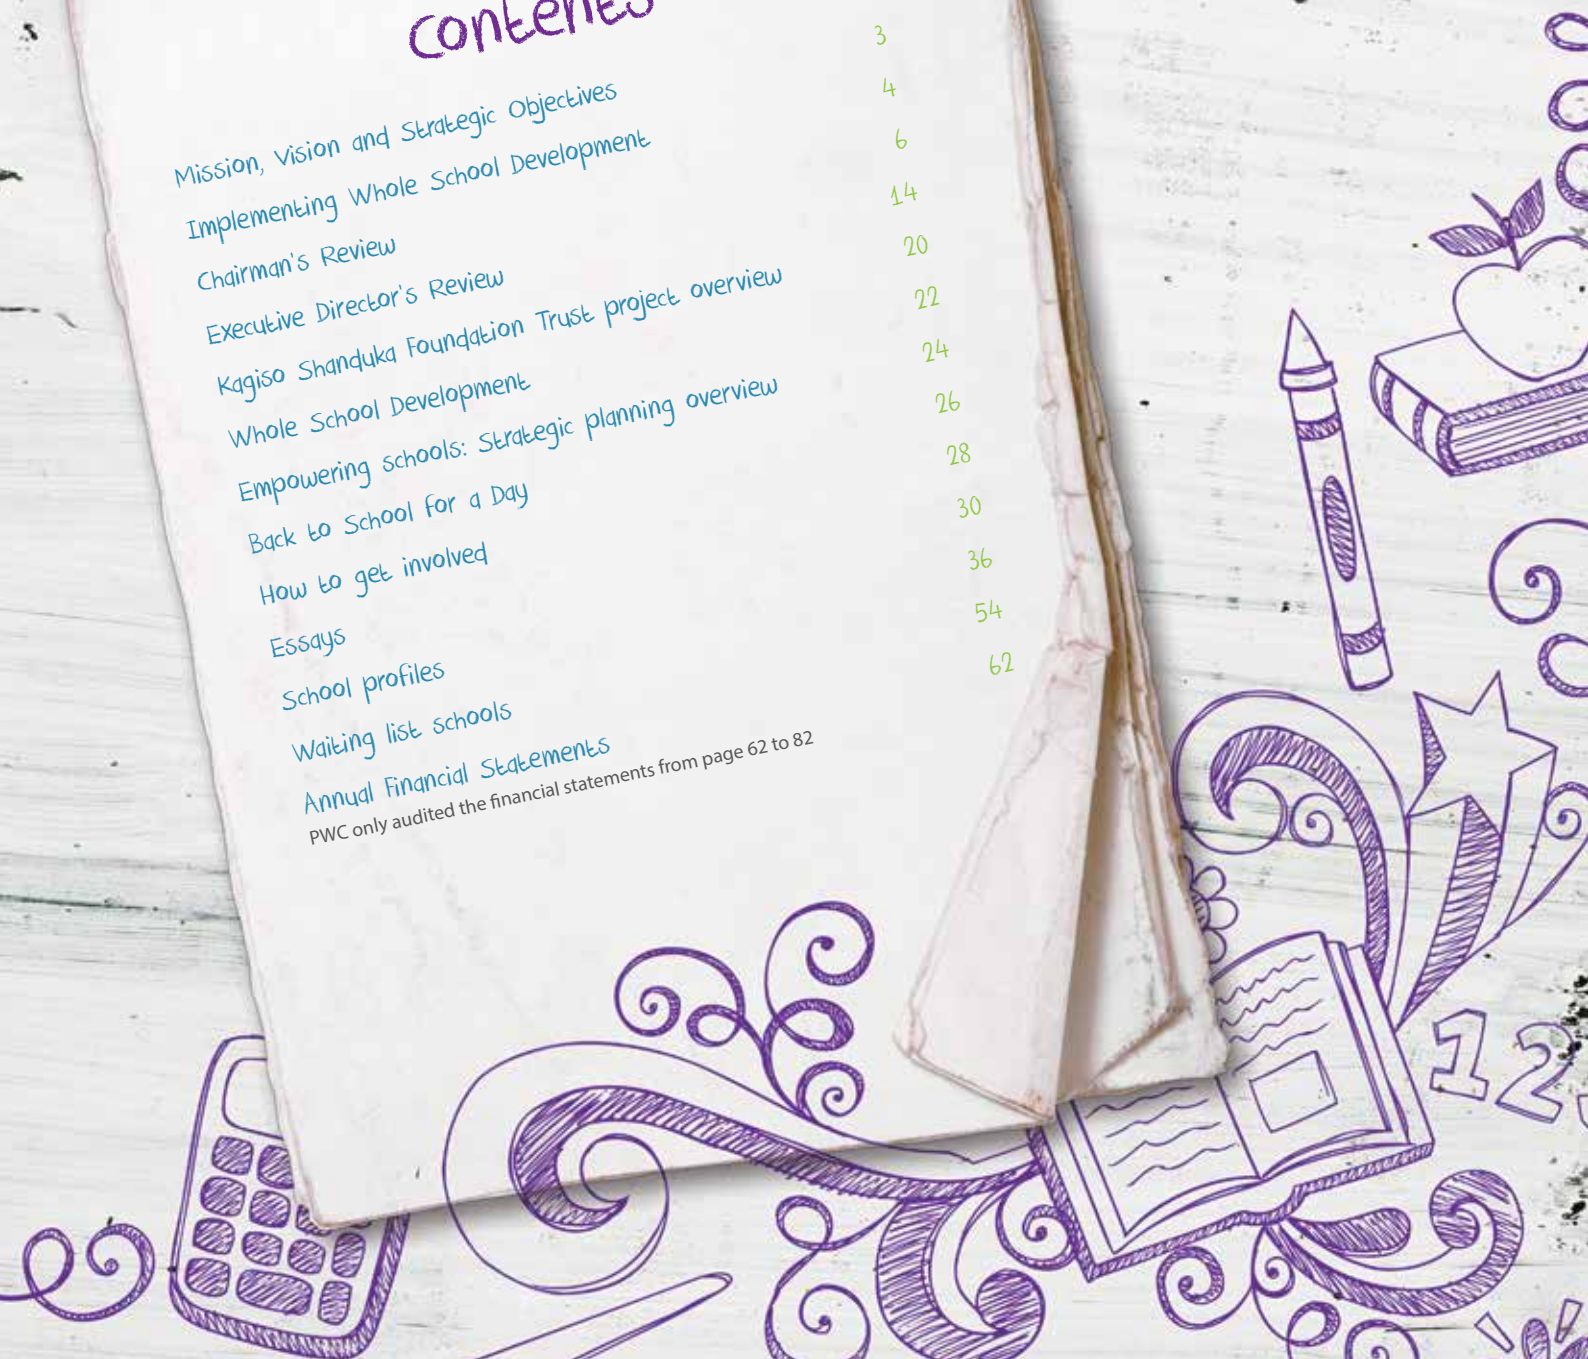 contents
Mission, Vision and Strategic Objectives 3
Implementing Whole School Development 4
Chairman's Review 6
Executive Director's Review 14
Kagiso Shanduka Foundation Trust project overview 20
Whole School Development 22
Empowering schools: Strategic planning overview 24
Back to School for a Day 26
How to get involved 28
Essays 30
School profiles 36
Waiting list schools 54
Annual Financial Statements 62
PWC only audited the financial statements from page 62 to 82
12